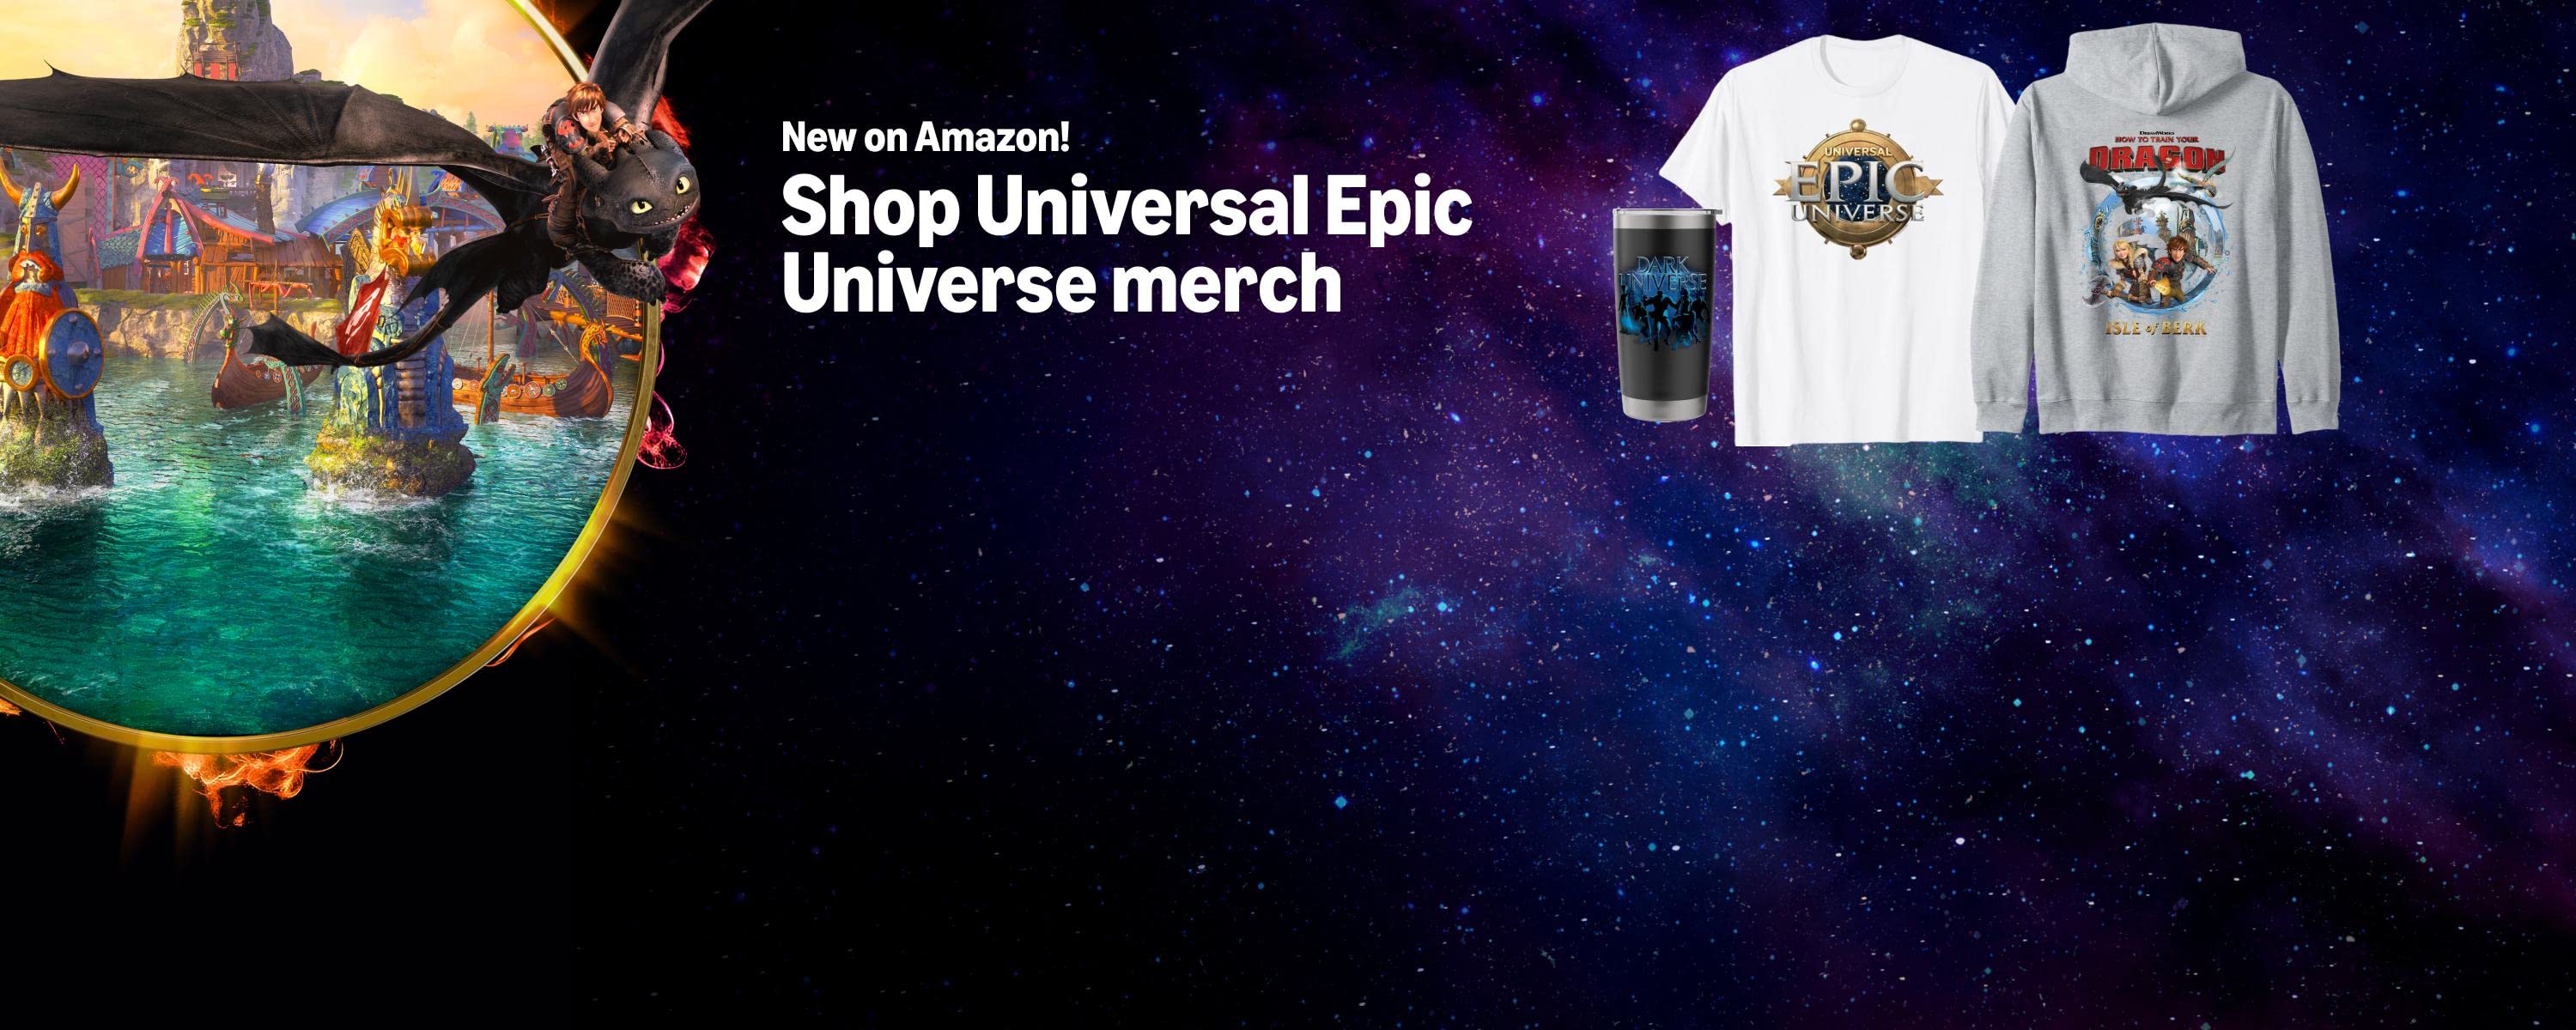 New on Amazon!
Shop Universal Epic
Universe merch
DARK
UNIVERSE
UNIVERSAL
EPIC
UNIVERSE
DREAMWORKS
HOW TO TRAIN YOUR
DRAGON
ISLE of BERK